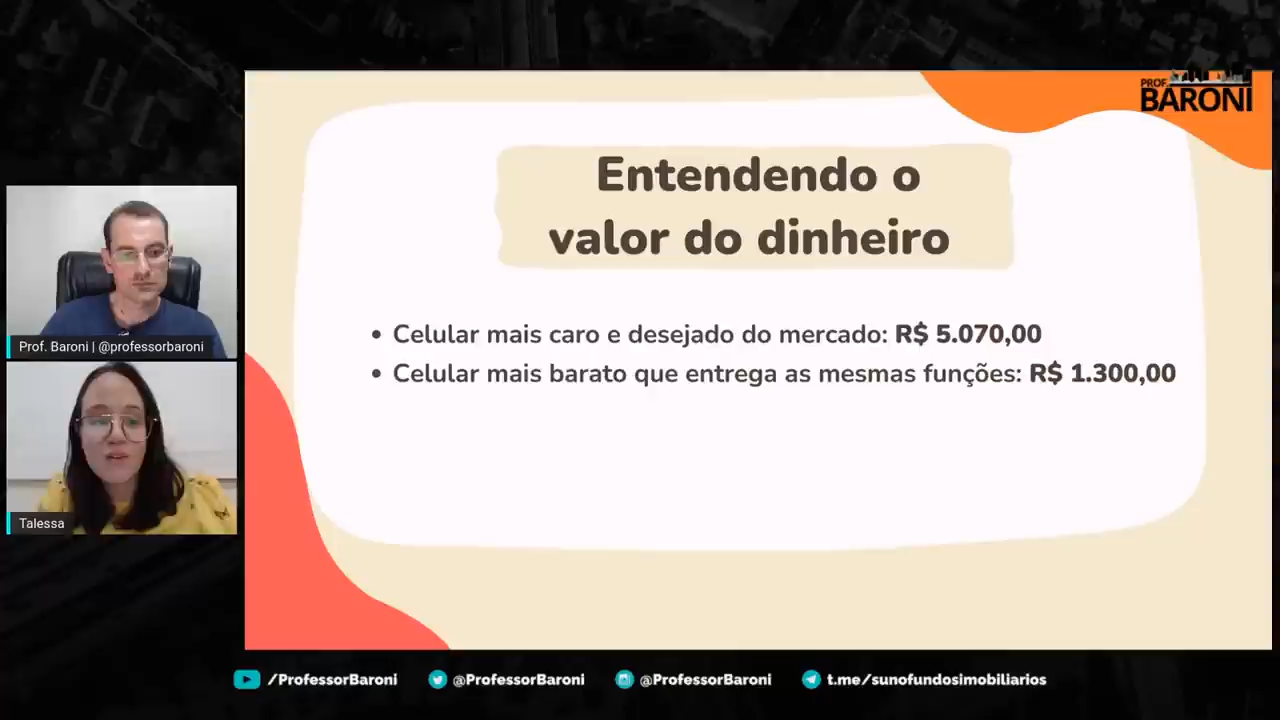 PROF.
BARONI
Entendendo o
valor do dinheiro
• Celular mais caro e desejado do mercado: R$ 5.070,00
• Celular mais barato que entrega as mesmas funções: R$ 1.300,00
Prof. Baroni | @professorbaroni
Talessa
/ProfessorBaroni
@ProfessorBaroni
@ProfessorBaroni
t.me/sunofundosimobiliarios